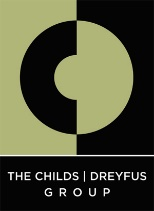 THE CHILDS | DREYFUS
GROUP